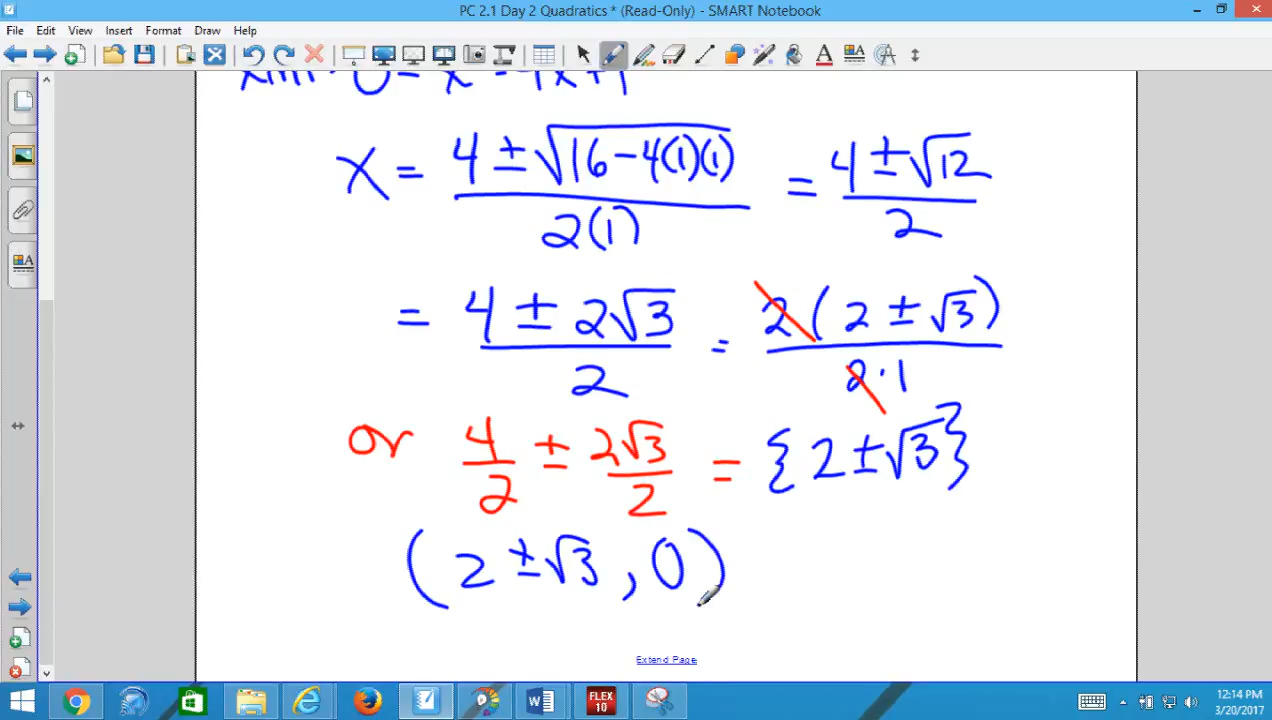 PC 2.1 Day 2 Quadratics * (Read-Only) - SMART Notebook
File Edit View Insert Format Draw Help
x = (4 ± √(16 - 4(1)(1))) / 2(1) = (4 ± √12) / 2
= (4 ± 2√3) / 2 = 2(2 ± √3) / 2·1
or 4/2 ± 2√3/2 = {2 ± √3}
(2 ± √3, 0)
Extend Page
FLEX 10
12:14 PM
3/20/2017